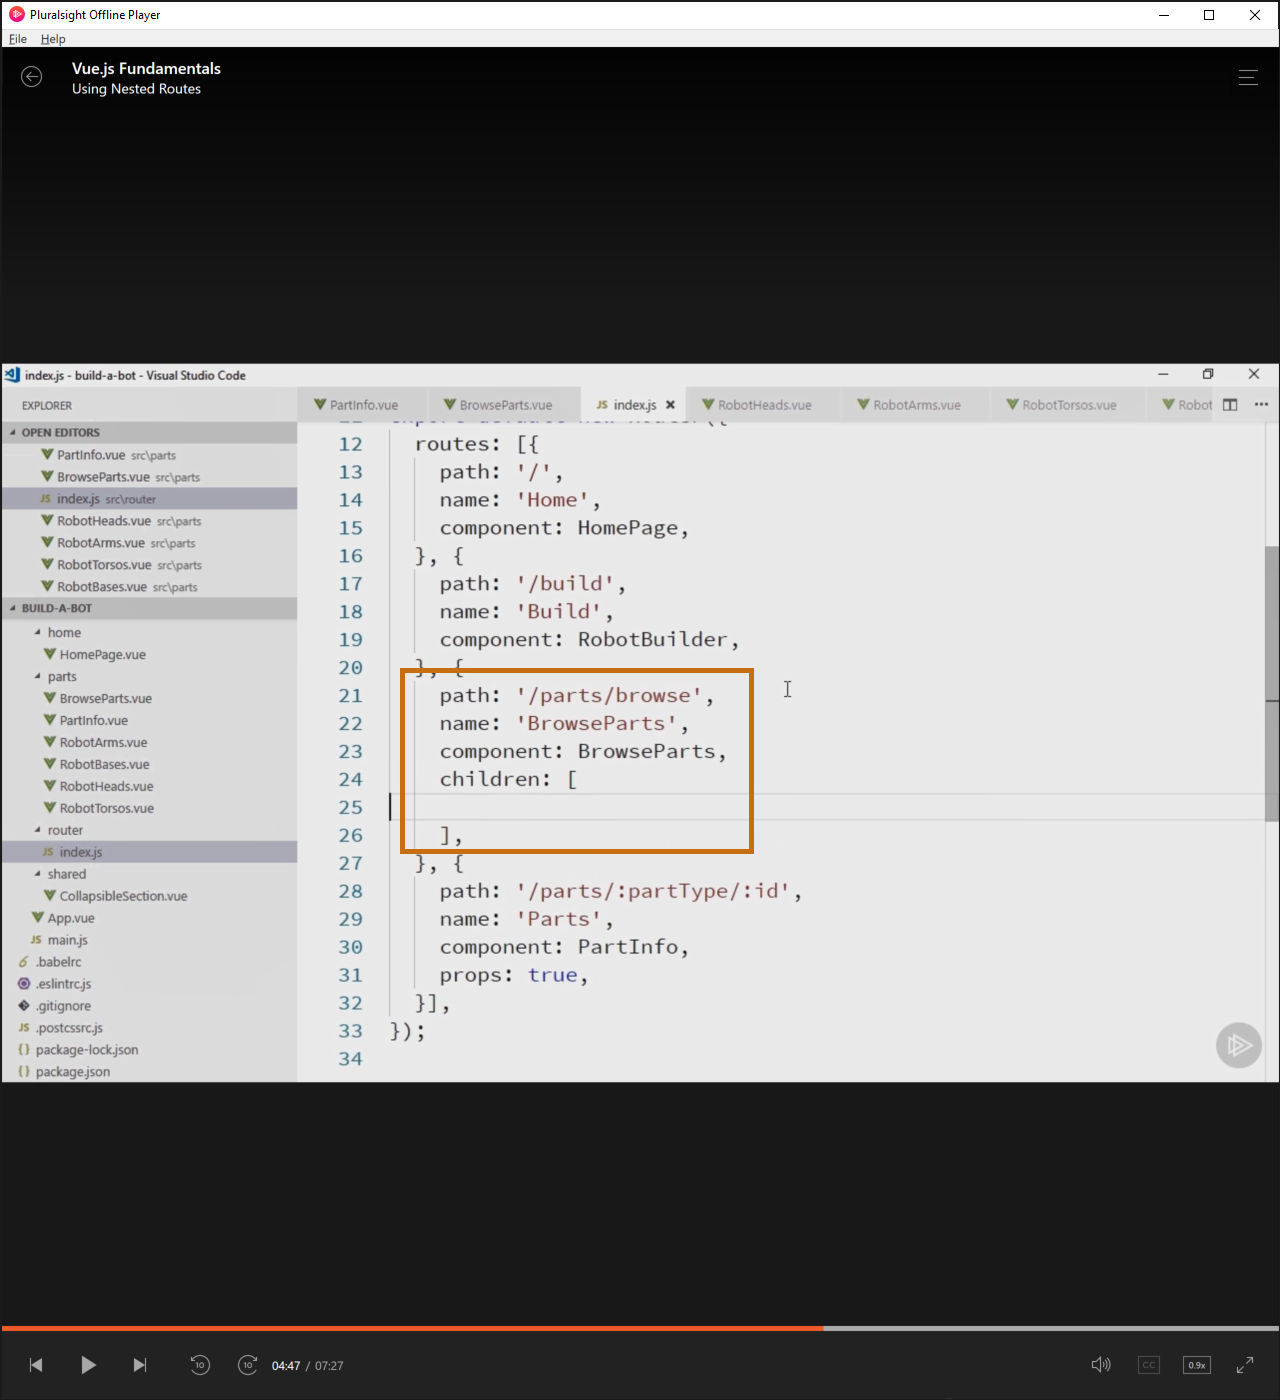 Pluralsight Offline Player
File Help
Vue.js Fundamentals
Using Nested Routes
index.js - build-a-bot - Visual Studio Code
EXPLORER
PartInfo.vue BrowseParts.vue JS index.js RobotHeads.vue RobotArms.vue RobotTorsos.vue Robot
OPEN EDITORS
PartInfo.vue src\parts
BrowseParts.vue src\parts
JS index.js src\router
RobotHeads.vue src\parts
RobotArms.vue src\parts
RobotTorsos.vue src\parts
RobotBases.vue src\parts
BUILD-A-BOT
home
HomePage.vue
parts
BrowseParts.vue
PartInfo.vue
RobotArms.vue
RobotBases.vue
RobotHeads.vue
RobotTorsos.vue
router
JS index.js
shared
CollapsibleSection.vue
App.vue
JS main.js
.babelrc
.eslintrc.js
.gitignore
JS .postcssrc.js
{} package-lock.json
{} package.json
12 routes: [{
13 path: '/',
14 name: 'Home',
15 component: HomePage,
16 }, {
17 path: '/build',
18 name: 'Build',
19 component: RobotBuilder,
20 }, {
21 path: '/parts/browse',
22 name: 'BrowseParts',
23 component: BrowseParts,
24 children: [
25
26 ],
27 }, {
28 path: '/parts/:partType/:id',
29 name: 'Parts',
30 component: PartInfo,
31 props: true,
32 }],
33 });
34
10 10 04:47 / 07:27 CC 0.9x